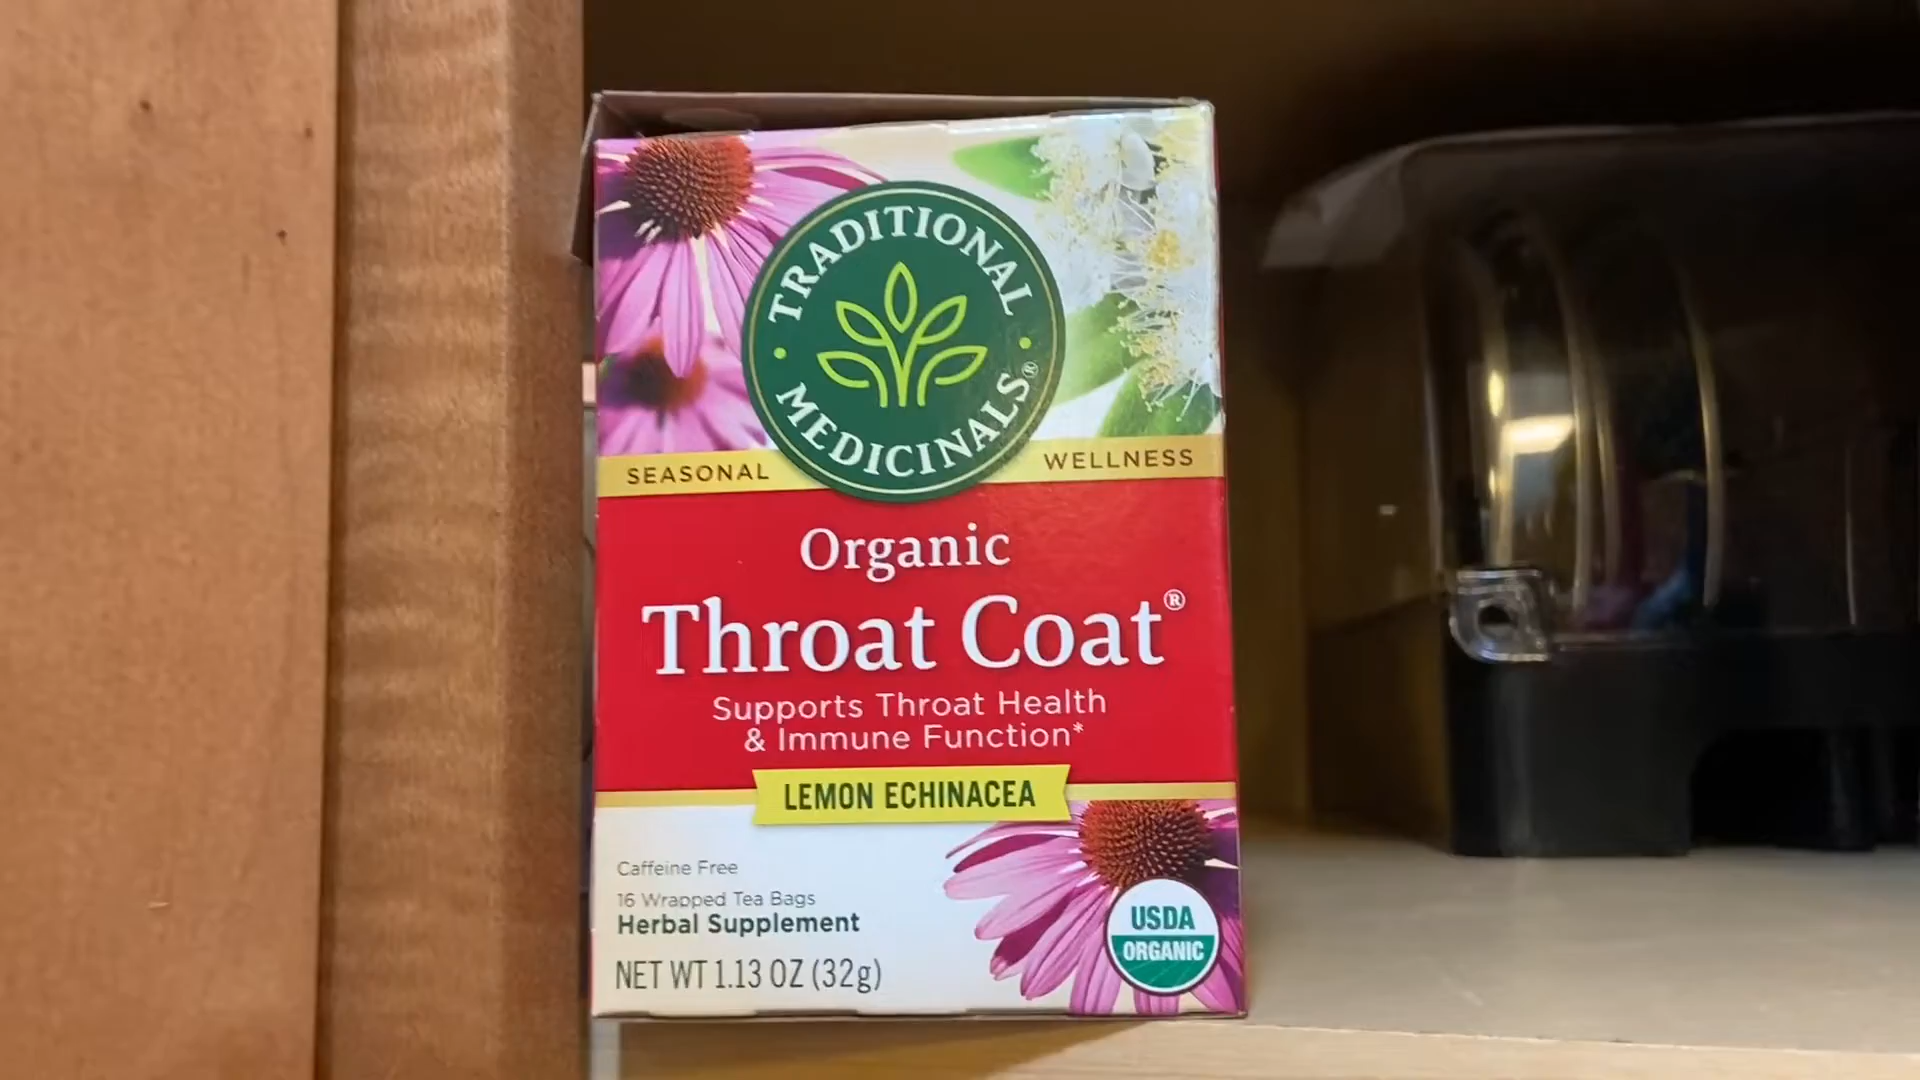 TRADITIONAL
MEDICINALS®
SEASONAL WELLNESS
Organic
Throat Coat®
Supports Throat Health
& Immune Function*
LEMON ECHINACEA
Caffeine Free
16 Wrapped Tea Bags
Herbal Supplement
NET WT 1.13 OZ (32g)
USDA
ORGANIC